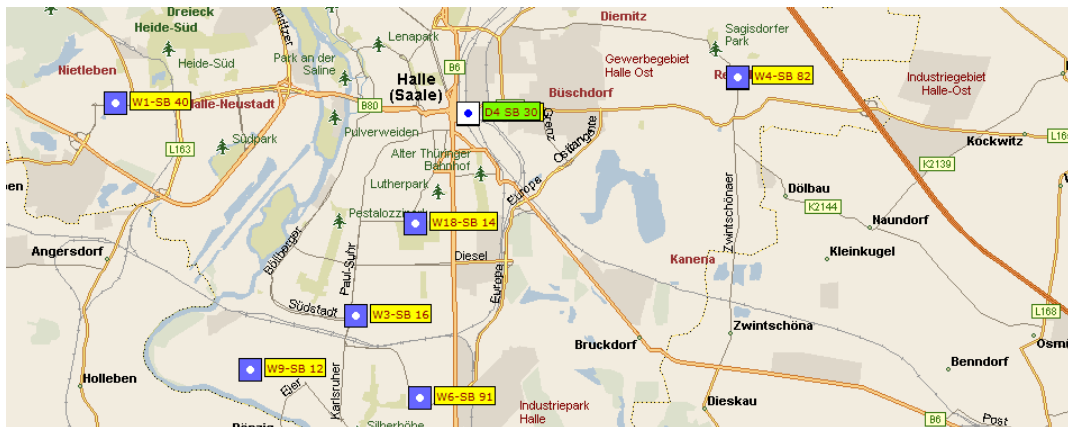 Dreieck
Heide-Süd
Nietleben
Heide-Süd
W1-SB 40
Halle-Neustadt
L163
Südpark
Park an der
Saline
B80
Pulverweiden
Lenapark
B6
Halle
(Saale)
D4 SB 30
Büschdorf
Diemitz
Gewerbegebiet
Halle Ost
Sagisdorfer
Park
W4-SB 82
Industriegebiet
Halle-Ost
Kockwitz
K2139
Grenz
Osttangente
Alter Thüringer
Bahnhof
Lutherpark
Europa
W18-SB 14
Dölbau
K2144
Naundorf
Kleinkugel
Zwintschönaer
Kanena
Angersdorf
Böllberger
Paul-Suhr
Diesel
Europa
Südstadt
W3-SB 16
L168
Zwintschöna
Bruckdorf
Benndorf
Holleben
W9-SB 12
Karlsruher
W6-SB 91
Silberhöhe
Industriepark
Halle
Dieskau
B6